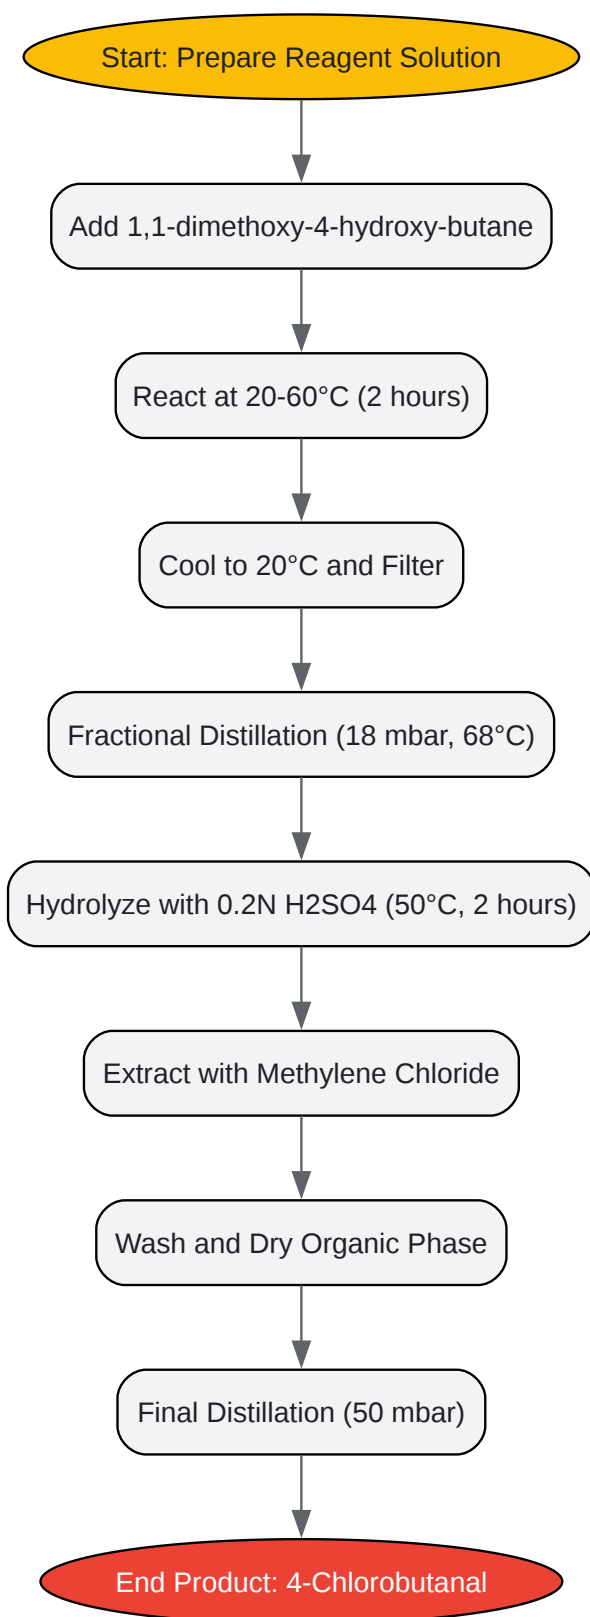 Start: Prepare Reagent Solution
Add 1,1-dimethoxy-4-hydroxy-butane
React at 20-60°C (2 hours)
Cool to 20°C and Filter
Fractional Distillation (18 mbar, 68°C)
Hydrolyze with 0.2N H2SO4 (50°C, 2 hours)
Extract with Methylene Chloride
Wash and Dry Organic Phase
Final Distillation (50 mbar)
End Product: 4-Chlorobutanal